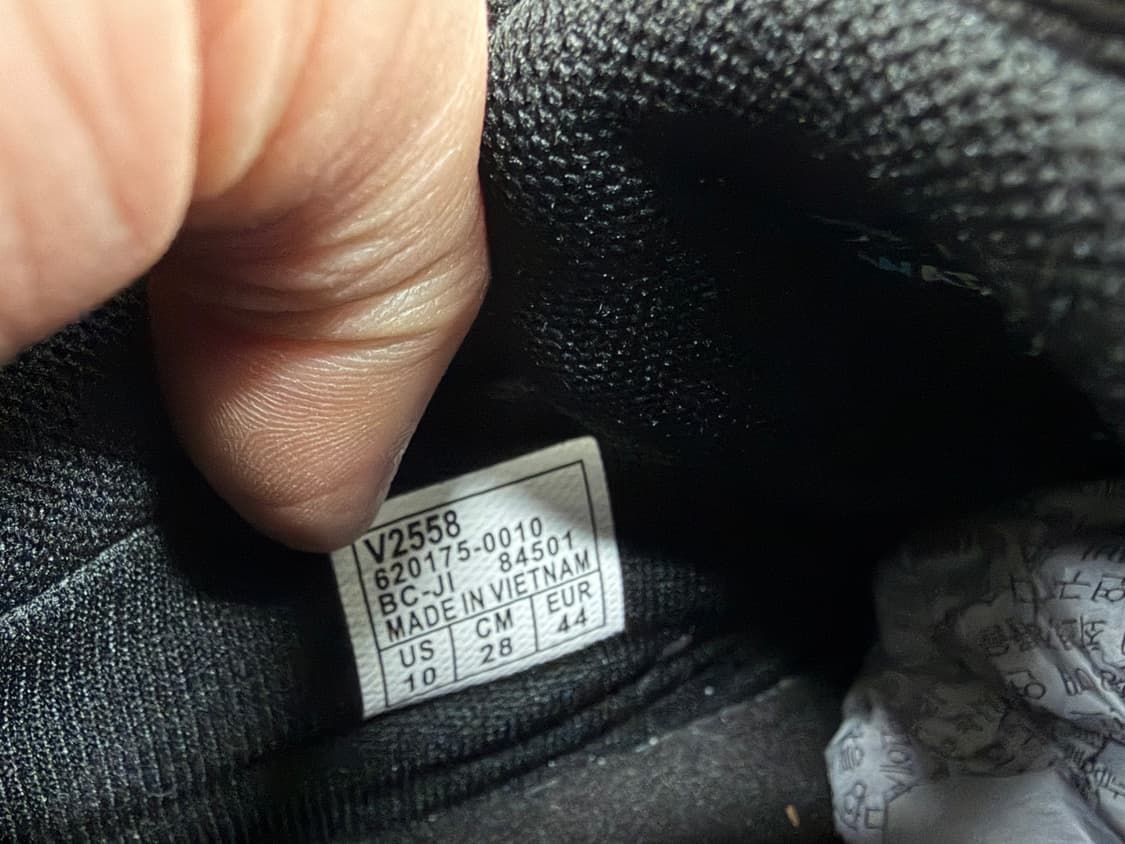 V2558
620175-0010
BC-JI 84501
MADE IN VIETNAM
US CM EUR
10 28 44